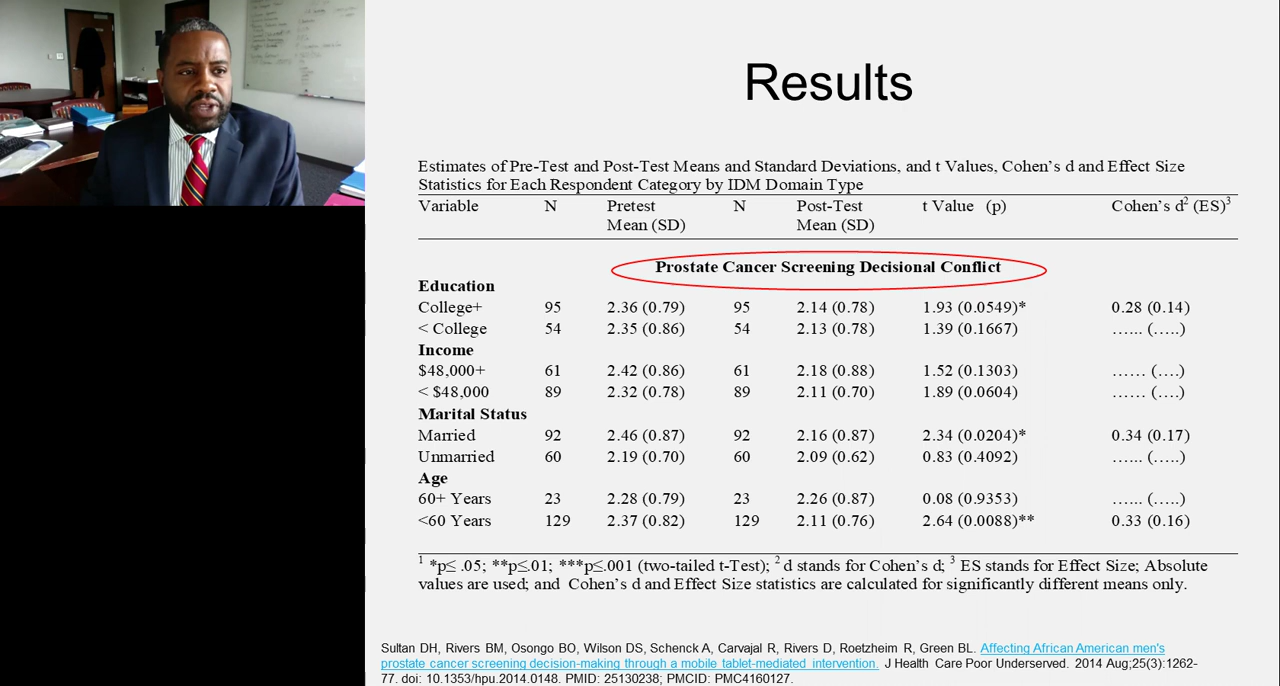 Results
Estimates of Pre-Test and Post-Test Means and Standard Deviations, and t Values, Cohen's d and Effect Size
Statistics for Each Respondent Category by IDM Domain Type
Variable N Pretest Mean (SD) N Post-Test Mean (SD) t Value (p) Cohen's d2 (ES)3
Prostate Cancer Screening Decisional Conflict
Education
College+ 95 2.36 (0.79) 95 2.14 (0.78) 1.93 (0.0549)* 0.28 (0.14)
< College 54 2.35 (0.86) 54 2.13 (0.78) 1.39 (0.1667) …... (…..)
Income
$48,000+ 61 2.42 (0.86) 61 2.18 (0.88) 1.52 (0.1303) …… (….)
< $48,000 89 2.32 (0.78) 89 2.11 (0.70) 1.89 (0.0604) …… (….)
Marital Status
Married 92 2.46 (0.87) 92 2.16 (0.87) 2.34 (0.0204)* 0.34 (0.17)
Unmarried 60 2.19 (0.70) 60 2.09 (0.62) 0.83 (0.4092) …... (…..)
Age
60+ Years 23 2.28 (0.79) 23 2.26 (0.87) 0.08 (0.9353) …... (…..)
<60 Years 129 2.37 (0.82) 129 2.11 (0.76) 2.64 (0.0088)** 0.33 (0.16)
1 *p≤ .05; **p≤.01; ***p≤.001 (two-tailed t-Test); 2 d stands for Cohen's d; 3 ES stands for Effect Size; Absolute
values are used; and Cohen's d and Effect Size statistics are calculated for significantly different means only.
Sultan DH, Rivers BM, Osongo BO, Wilson DS, Schenck A, Carvajal R, Rivers D, Roetzheim R, Green BL. Affecting African American men's
prostate cancer screening decision-making through a mobile tablet-mediated intervention. J Health Care Poor Underserved. 2014 Aug;25(3):1262-
77. doi: 10.1353/hpu.2014.0148. PMID: 25130238; PMCID: PMC4160127.